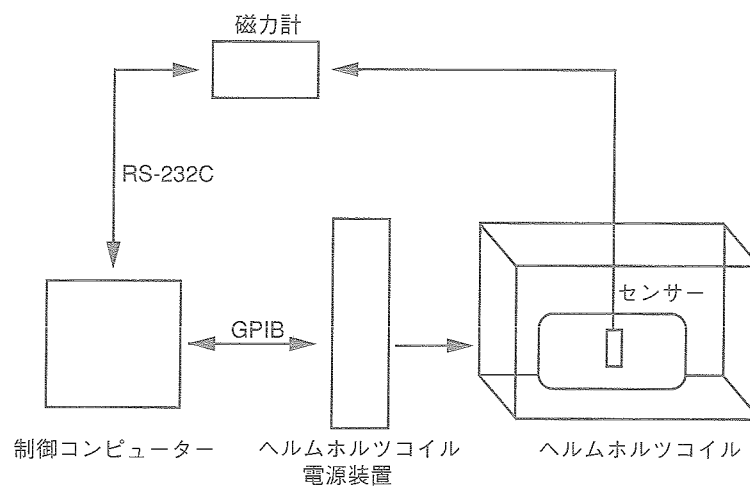 磁力計
RS-232C
センサー
GPIB
制御コンピューター
ヘルムホルツコイル
電源装置
ヘルムホルツコイル